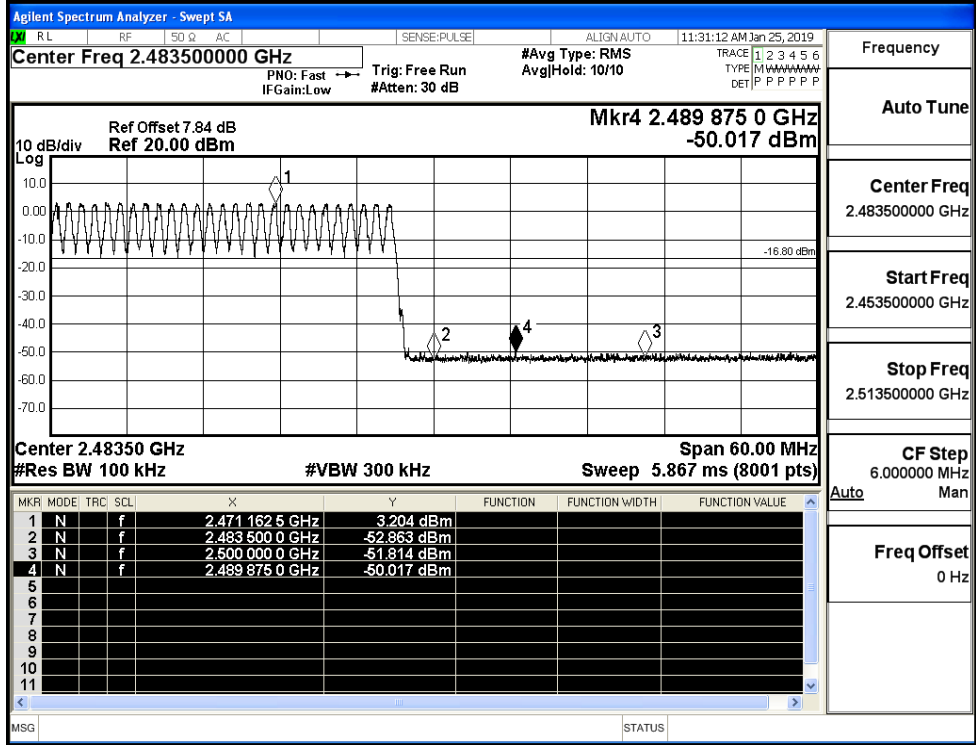 Agilent Spectrum Analyzer - Swept SA
LXI RL RF 50 Ω AC SENSE:PULSE ALIGN AUTO 11:31:12 AM Jan 25, 2019
Center Freq 2.483500000 GHz
PNO: Fast
IFGain:Low
Trig: Free Run
#Atten: 30 dB
#Avg Type: RMS
Avg|Hold: 10/10
TRACE 1 2 3 4 5 6
TYPE M WWWWW
DET P P P P P P
Frequency
Auto Tune
Center Freq
2.483500000 GHz
Start Freq
2.453500000 GHz
Stop Freq
2.513500000 GHz
CF Step
6.000000 MHz
Auto Man
Freq Offset
0 Hz
Mkr4 2.489 875 0 GHz
-50.017 dBm
Ref Offset 7.84 dB
10 dB/div Ref 20.00 dBm
Log
10.0
0.00
-10.0
-20.0
-30.0
-40.0
-50.0
-60.0
-70.0
1
-16.80 dBm
2
4
3
Center 2.48350 GHz Span 60.00 MHz
#Res BW 100 kHz #VBW 300 kHz Sweep 5.867 ms (8001 pts)
MKR MODE TRC SCL X Y FUNCTION FUNCTION WIDTH FUNCTION VALUE
1 N f 2.471 162 5 GHz 3.204 dBm
2 N f 2.483 500 0 GHz -52.863 dBm
3 N f 2.500 000 0 GHz -51.814 dBm
4 N f 2.489 875 0 GHz -50.017 dBm
5
6
7
8
9
10
11
MSG STATUS